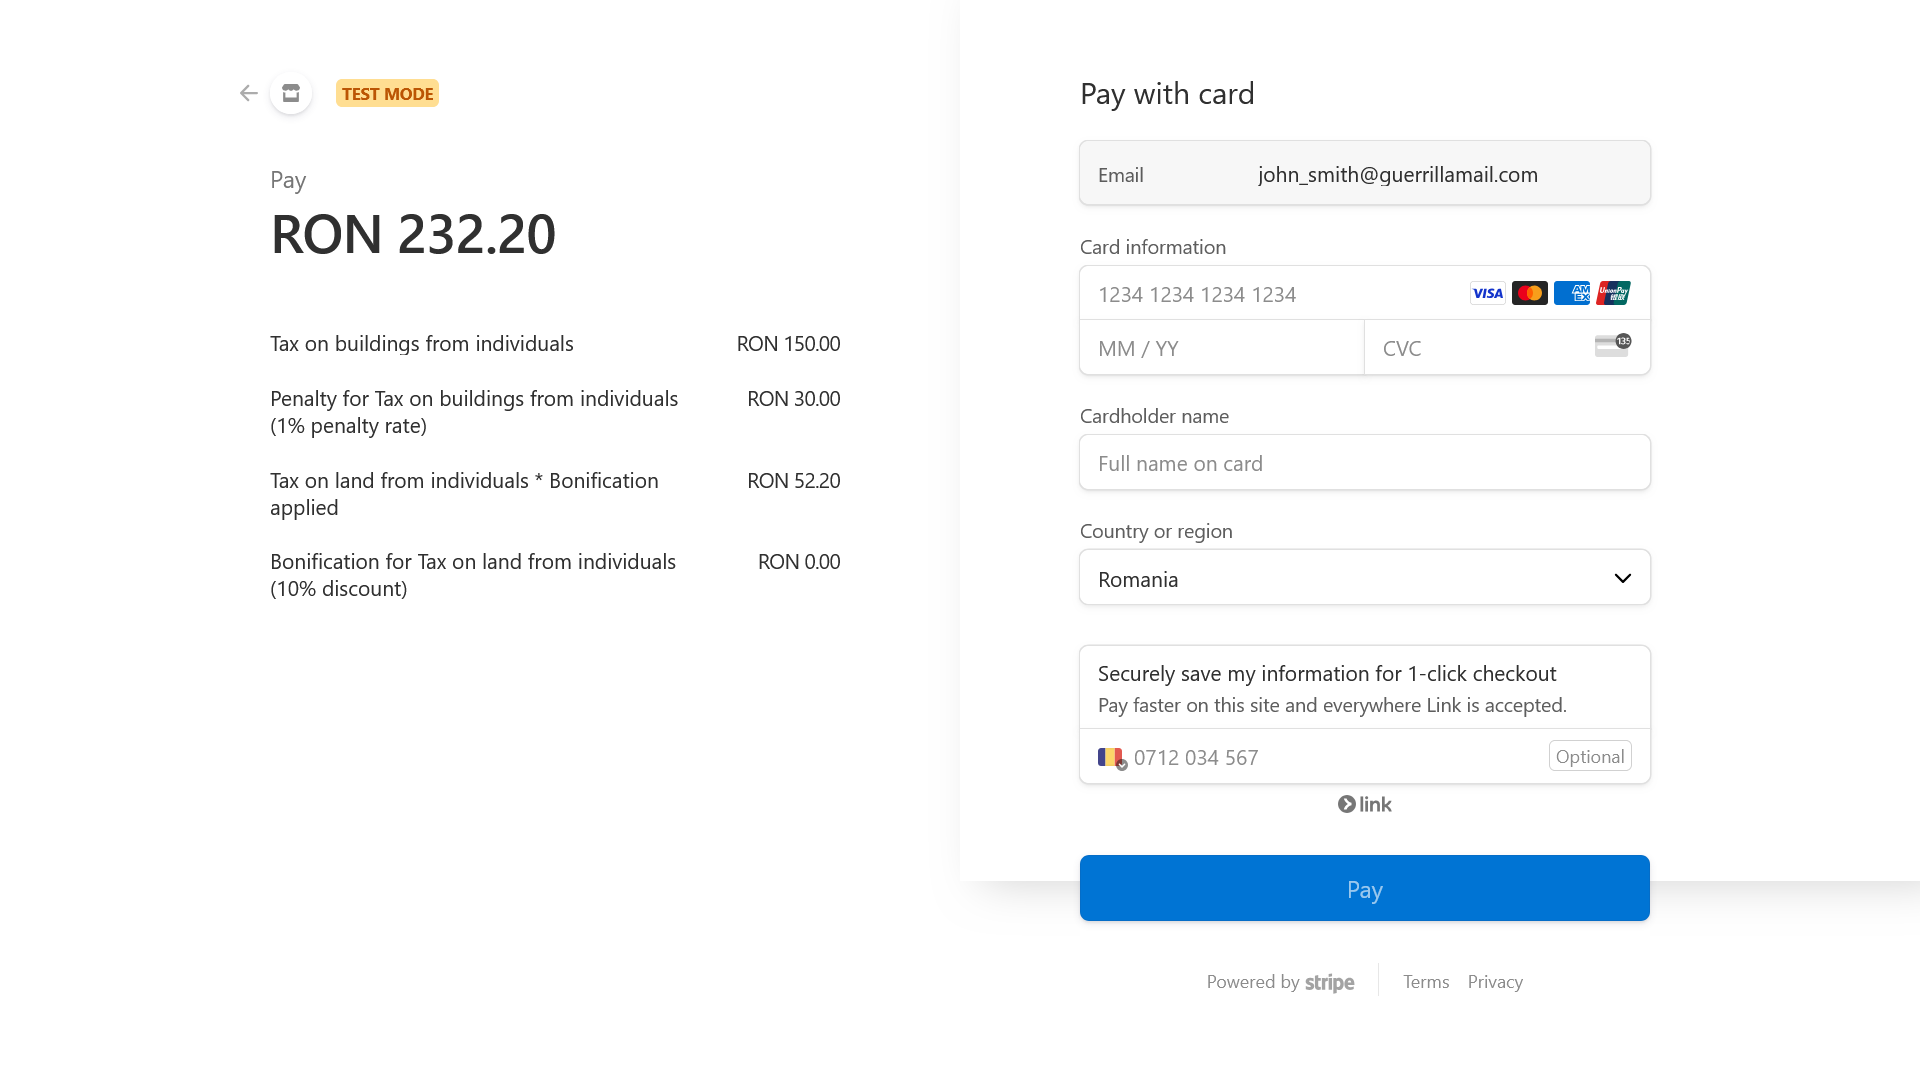 TEST MODE
Pay
RON 232.20
Tax on buildings from individuals RON 150.00
Penalty for Tax on buildings from individuals RON 30.00
(1% penalty rate)
Tax on land from individuals * Bonification RON 52.20
applied
Bonification for Tax on land from individuals RON 0.00
(10% discount)
Pay with card
Email john_smith@guerrillamail.com
Card information
1234 1234 1234 1234 VISA AM EX UnionPay 银联
MM / YY CVC 135
Cardholder name
Full name on card
Country or region
Romania
Securely save my information for 1-click checkout
Pay faster on this site and everywhere Link is accepted.
0712 034 567 Optional
link
Pay
Powered by stripe Terms Privacy